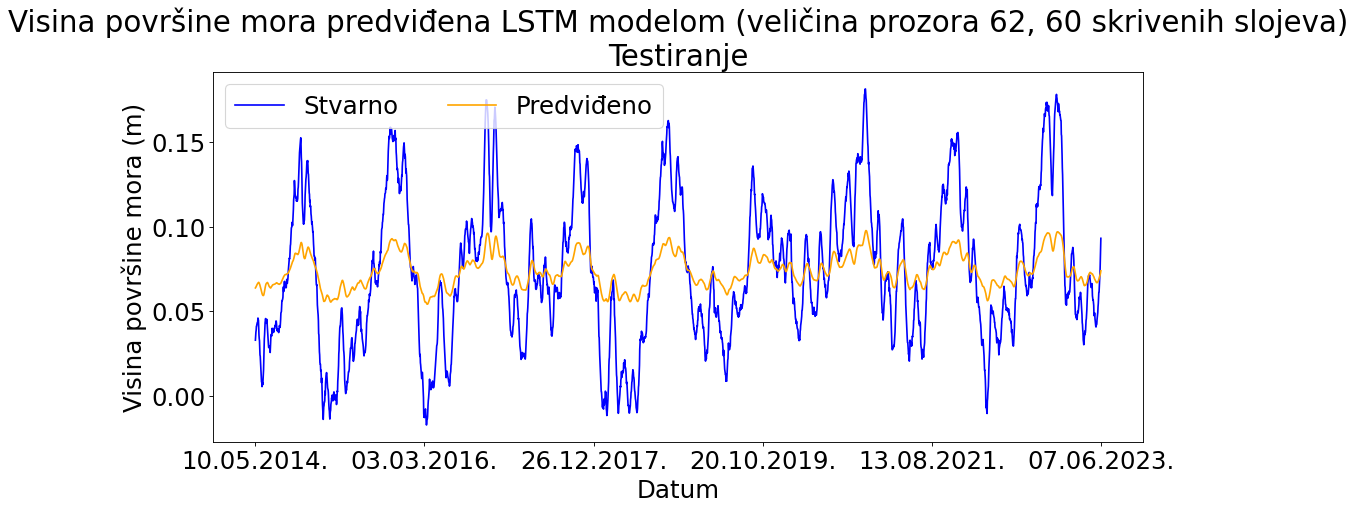 Visina površine mora predviđena LSTM modelom (veličina prozora 62, 60 skrivenih slojeva)
Testiranje
Stvarno
Predviđeno
Visina površine mora (m)
0.15
0.10
0.05
0.00
10.05.2014.
03.03.2016.
26.12.2017.
20.10.2019.
13.08.2021.
07.06.2023.
Datum